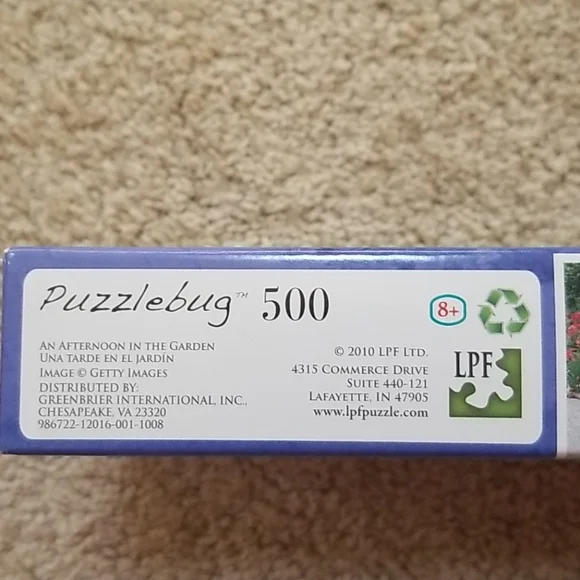 Puzzlebug™ 500
8+
An Afternoon in the Garden
Una tarde en el jardín
Image © Getty Images
Distributed by:
Greenbrier International, Inc.,
Chesapeake, VA 23320
986722-12016-001-1008
© 2010 LPF Ltd.
4315 Commerce Drive
Suite 440-121
Lafayette, IN 47905
www.lpfpuzzle.com
LPF